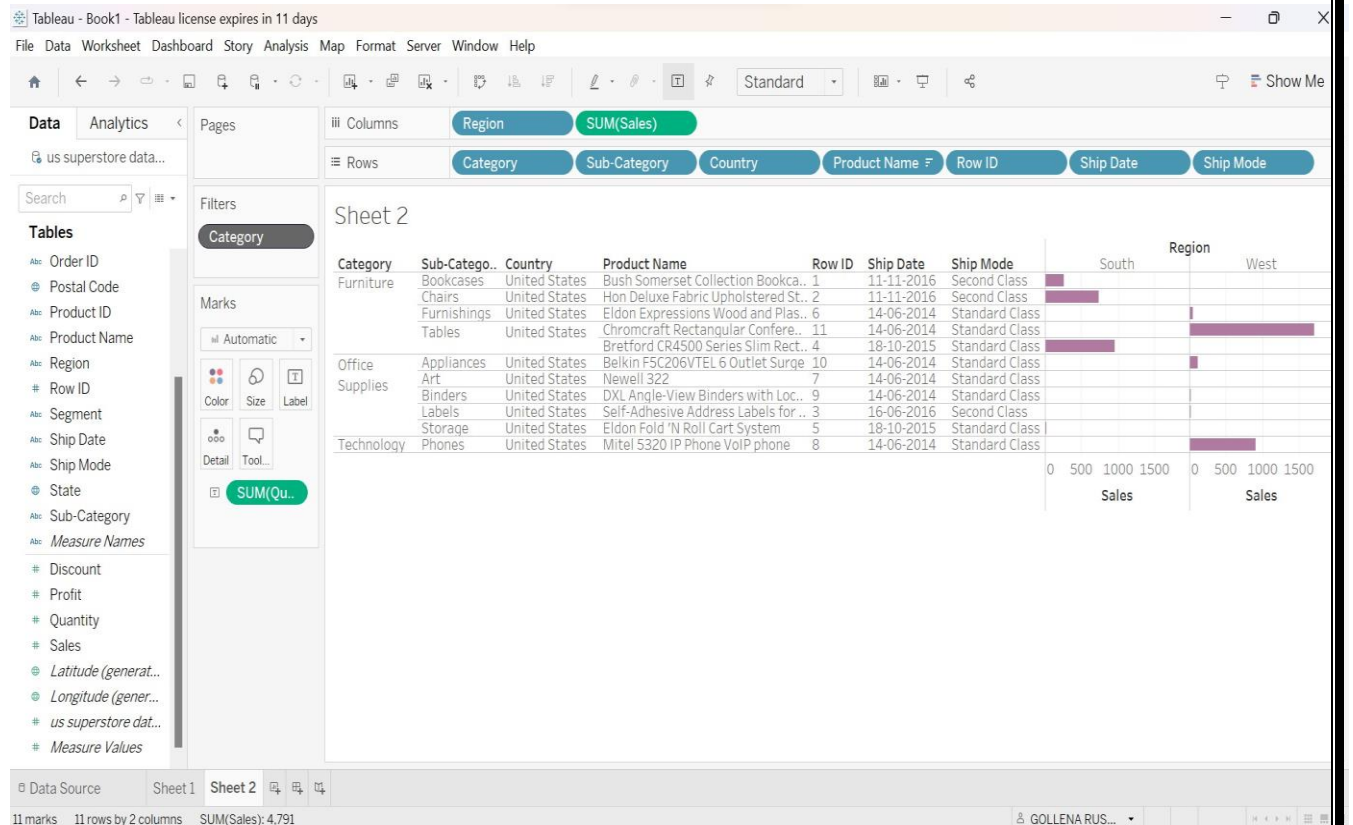 Tableau - Book1 - Tableau license expires in 11 days
File Data Worksheet Dashboard Story Analysis Map Format Server Window Help
Standard
Show Me
Data Analytics
Pages
iii Columns Region SUM(Sales)
us superstore data...
Rows Category Sub-Category Country Product Name Row ID Ship Date Ship Mode
Search
Filters
Category
Tables
Abc Order ID
Postal Code
Abc Product ID
Abc Product Name
Abc Region
# Row ID
Abc Segment
Abc Ship Date
Abc Ship Mode
State
Abc Sub-Category
Abc Measure Names
# Discount
# Profit
# Quantity
# Sales
Latitude (generat...
Longitude (gener...
# us superstore dat...
# Measure Values
Marks
Automatic
Color Size Label
Detail Tool...
SUM(Qu..
Sheet 2
Region
Category Sub-Catego.. Country Product Name Row ID Ship Date Ship Mode South West
Furniture Bookcases United States Bush Somerset Collection Bookca.. 1 11-11-2016 Second Class
Chairs United States Hon Deluxe Fabric Upholstered St.. 2 11-11-2016 Second Class
Furnishings United States Eldon Expressions Wood and Plas.. 6 14-06-2014 Standard Class
Tables United States Chromcraft Rectangular Confere.. 11 14-06-2014 Standard Class
Bretford CR4500 Series Slim Rect.. 4 18-10-2015 Standard Class
Office Supplies Appliances United States Belkin F5C206VTEL 6 Outlet Surge 10 14-06-2014 Standard Class
Art United States Newell 322 7 14-06-2014 Standard Class
Binders United States DXL Angle-View Binders with Loc.. 9 14-06-2014 Standard Class
Labels United States Self-Adhesive Address Labels for .. 3 16-06-2016 Second Class
Storage United States Eldon Fold 'N Roll Cart System 5 18-10-2015 Standard Class
Technology Phones United States Mitel 5320 IP Phone VoIP phone 8 14-06-2014 Standard Class
0 500 1000 1500 0 500 1000 1500
Sales Sales
Data Source Sheet 1 Sheet 2
11 marks 11 rows by 2 columns SUM(Sales): 4,791 GOLLENA RUS...